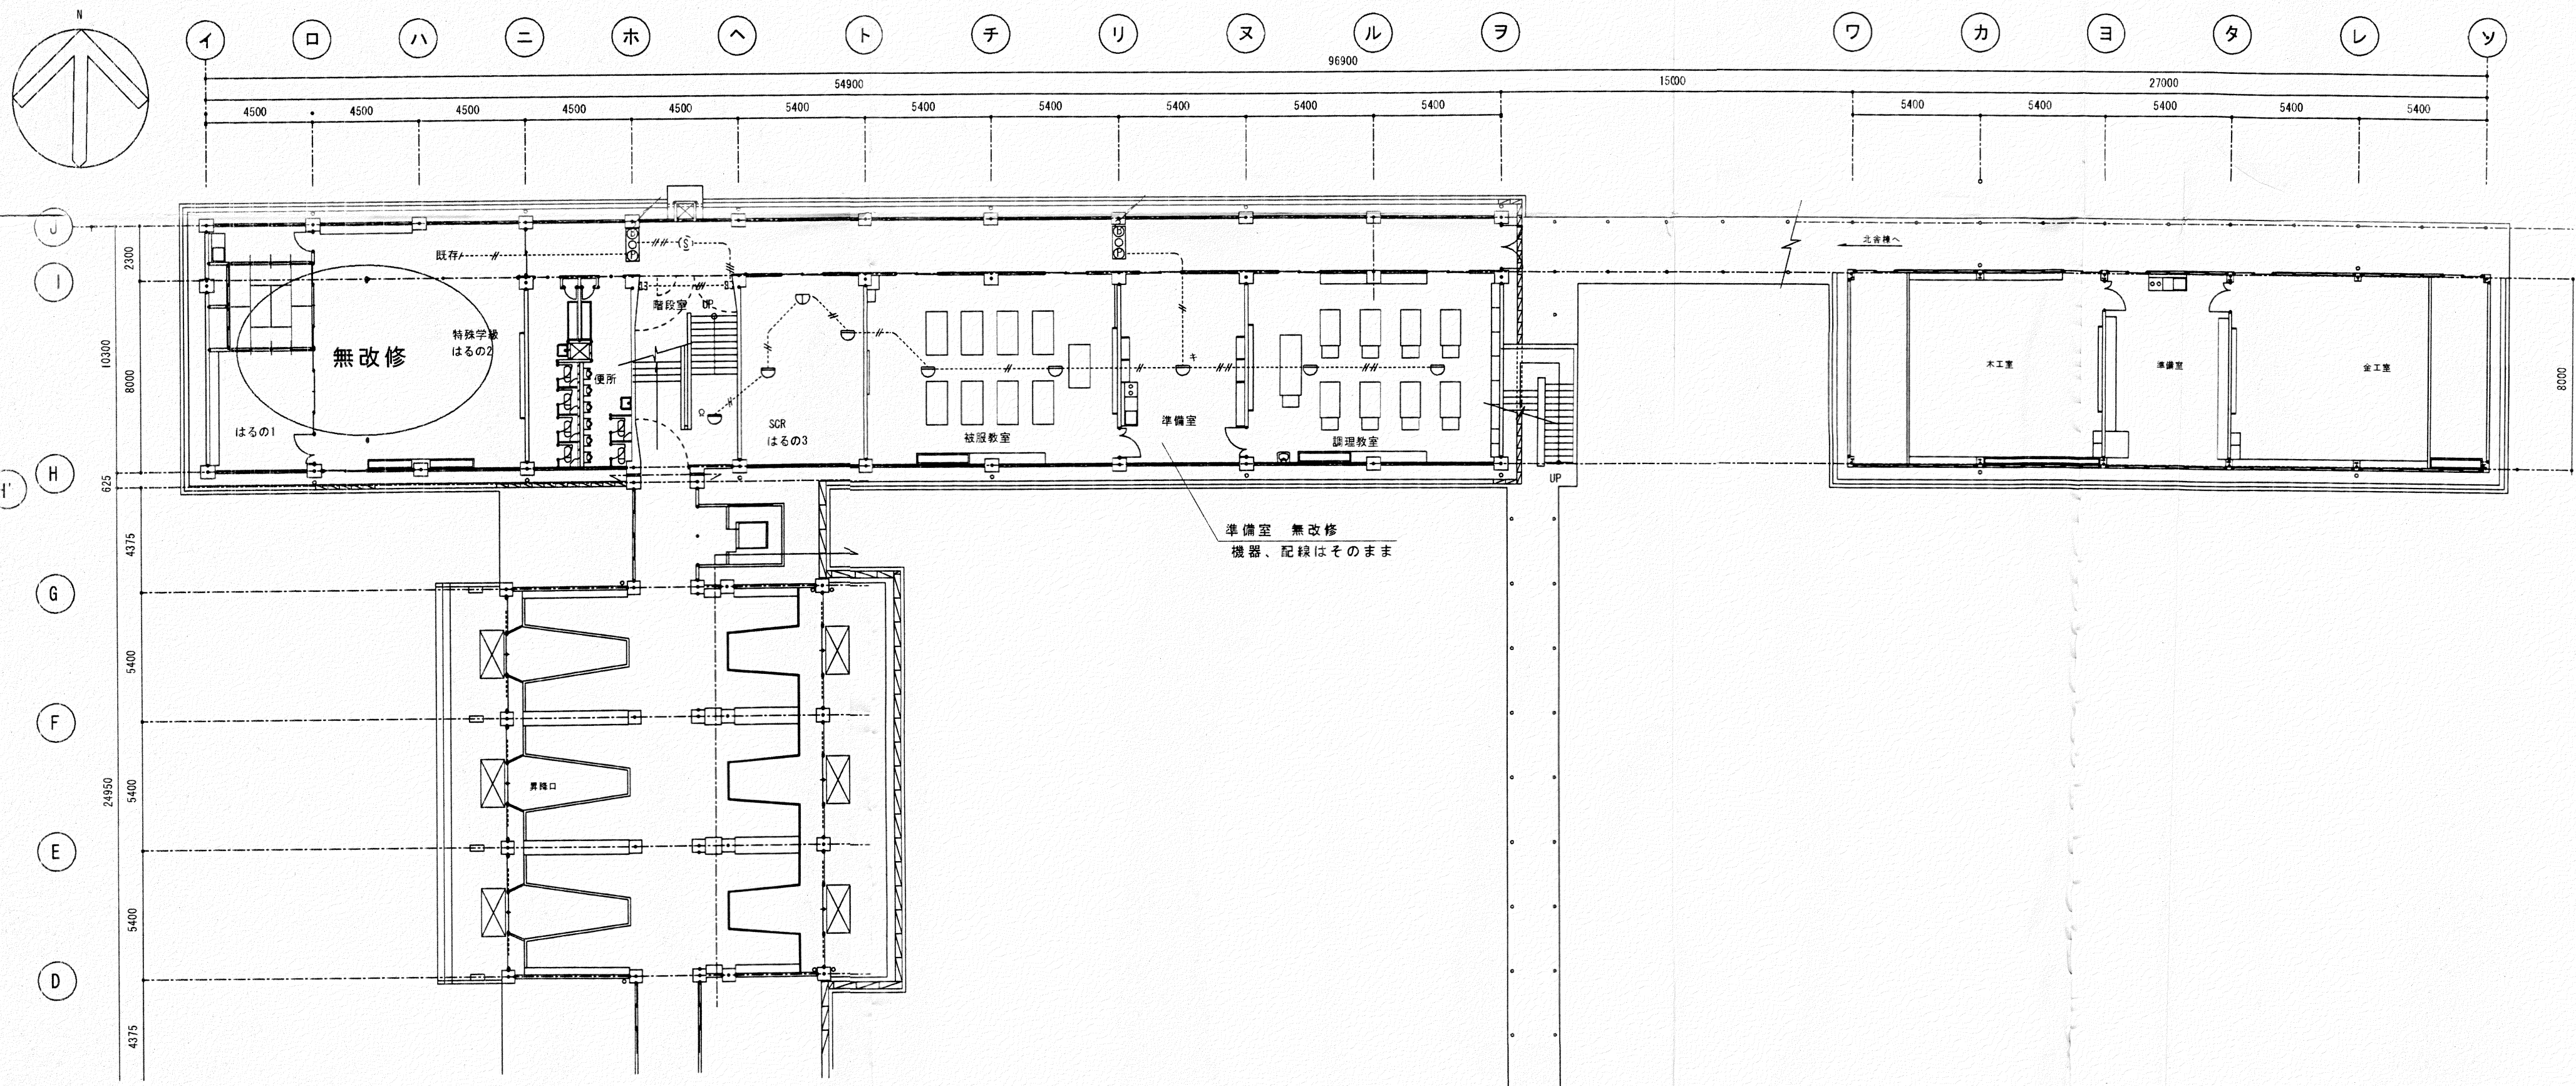 N
イ ロ ハ ニ ホ ヘ ト チ リ ヌ ル ヲ ワ カ ヨ タ レ ソ
96900
54900 15000 27000
4500 4500 4500 4500 4500 5400 5400 5400 5400 5400 5400 5400 5400 5400 5400 5400
J
I
H
H'
G
F
E
D
2300
10300
8000
625
4375
5400
5400
24950
5400
4375
既存
S
北舎棟へ
階段室 UP
特殊学級
はるの2
無改修
便所
はるの1
SCR
はるの3
被服教室
キ
準備室
調理教室
UP
木工室
準備室
金工室
8000
準備室 無改修
機器、配線はそのまま
昇降口